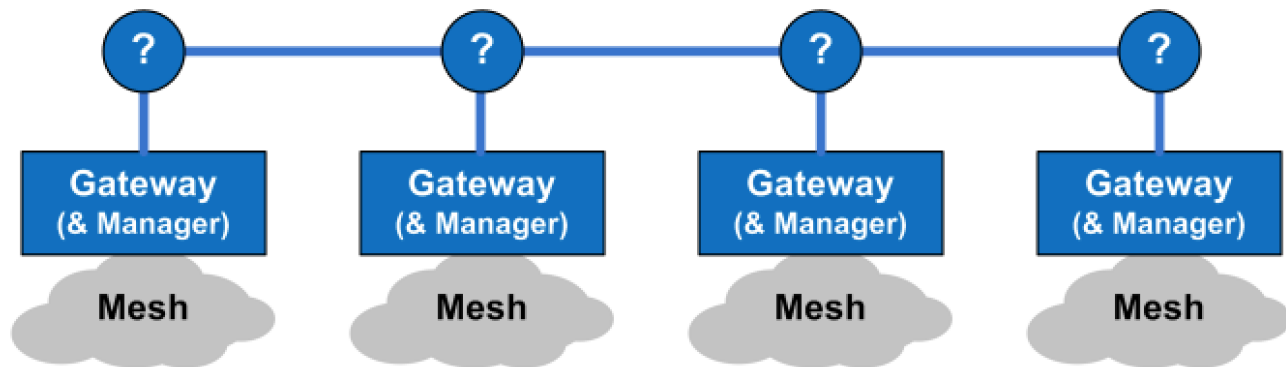 ? ? ? ?
Gateway Gateway Gateway Gateway
(& Manager) (& Manager) (& Manager) (& Manager)
Mesh Mesh Mesh Mesh